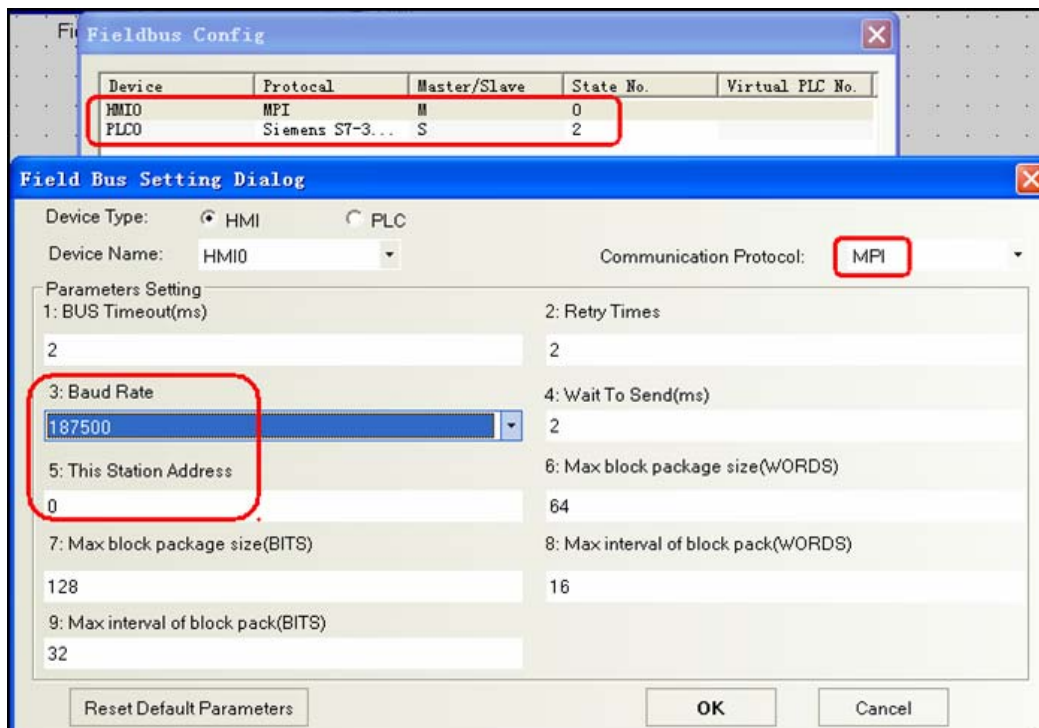 Fi
Fieldbus Config
Device Protocal Master/Slave State No. Virtual PLC No.
HMI0 MPI M 0
PLC0 Siemens S7-3... S 2
Field Bus Setting Dialog
Device Type: HMI PLC
Device Name: HMI0 Communication Protocol: MPI
Parameters Setting
1: BUS Timeout(ms) 2: Retry Times
2 2
3: Baud Rate 4: Wait To Send(ms)
187500 2
5: This Station Address 6: Max block package size(WORDS)
0 64
7: Max block package size(BITS) 8: Max interval of block pack(WORDS)
128 16
9: Max interval of block pack(BITS)
32
Reset Default Parameters OK Cancel